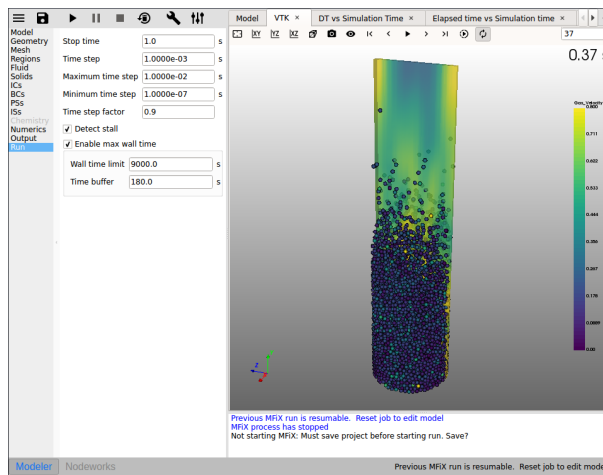 Model VTK × DT vs Simulation Time × Elapsed time vs Simulation time ×
XY YZ XZ 37
Model
Geometry
Mesh
Regions
Fluid
Solids
ICs
BCs
PSs
ISs
Chemistry
Numerics
Output
Run
Stop time 1.0 s
Time step 1.0000e-03 s
Maximum time step 1.0000e-02 s
Minimum time step 1.0000e-07 s
Time step factor 0.9
Detect stall
Enable max wall time
Wall time limit 9000.0 s
Time buffer 180.0 s
0.37 s
Gas_Velocity
0.800
0.711
0.622
0.533
0.444
0.356
0.267
0.178
0.0889
0.00
Y
Z
X
Previous MFiX run is resumable. Reset job to edit model
MFiX process has stopped
Not starting MFiX: Must save project before starting run. Save?
Modeler Nodeworks Previous MFiX run is resumable. Reset job to edit mode